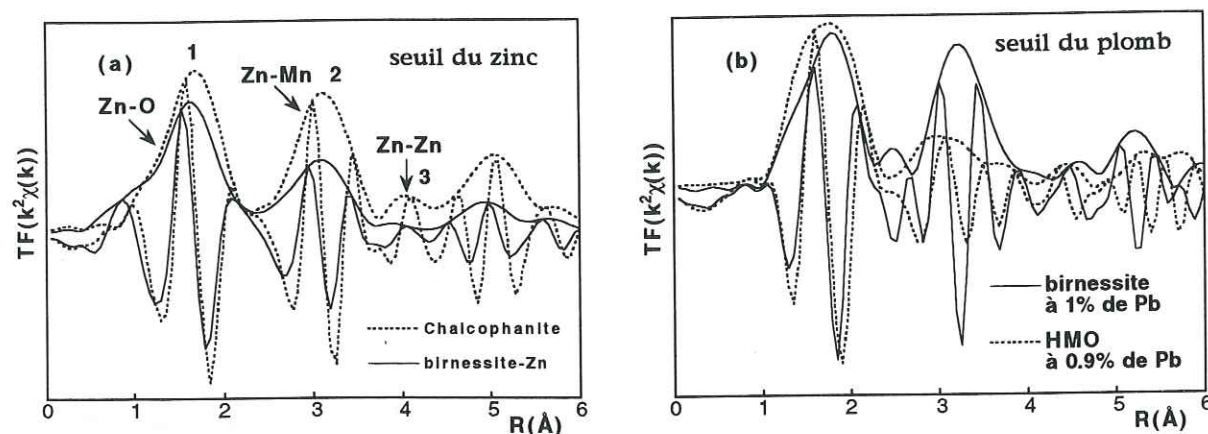 (a)
1
seuil du zinc
Zn-Mn 2
Zn-O
Zn-Zn
3
TF(k²χ(k))
Chalcophanite
birnessite-Zn
0 1 2 3 4 5 6
R(Å)
(b)
seuil du plomb
TF(k²χ(k))
birnessite
à 1% de Pb
HMO
à 0.9% de Pb
0 1 2 3 4 5 6
R(Å)